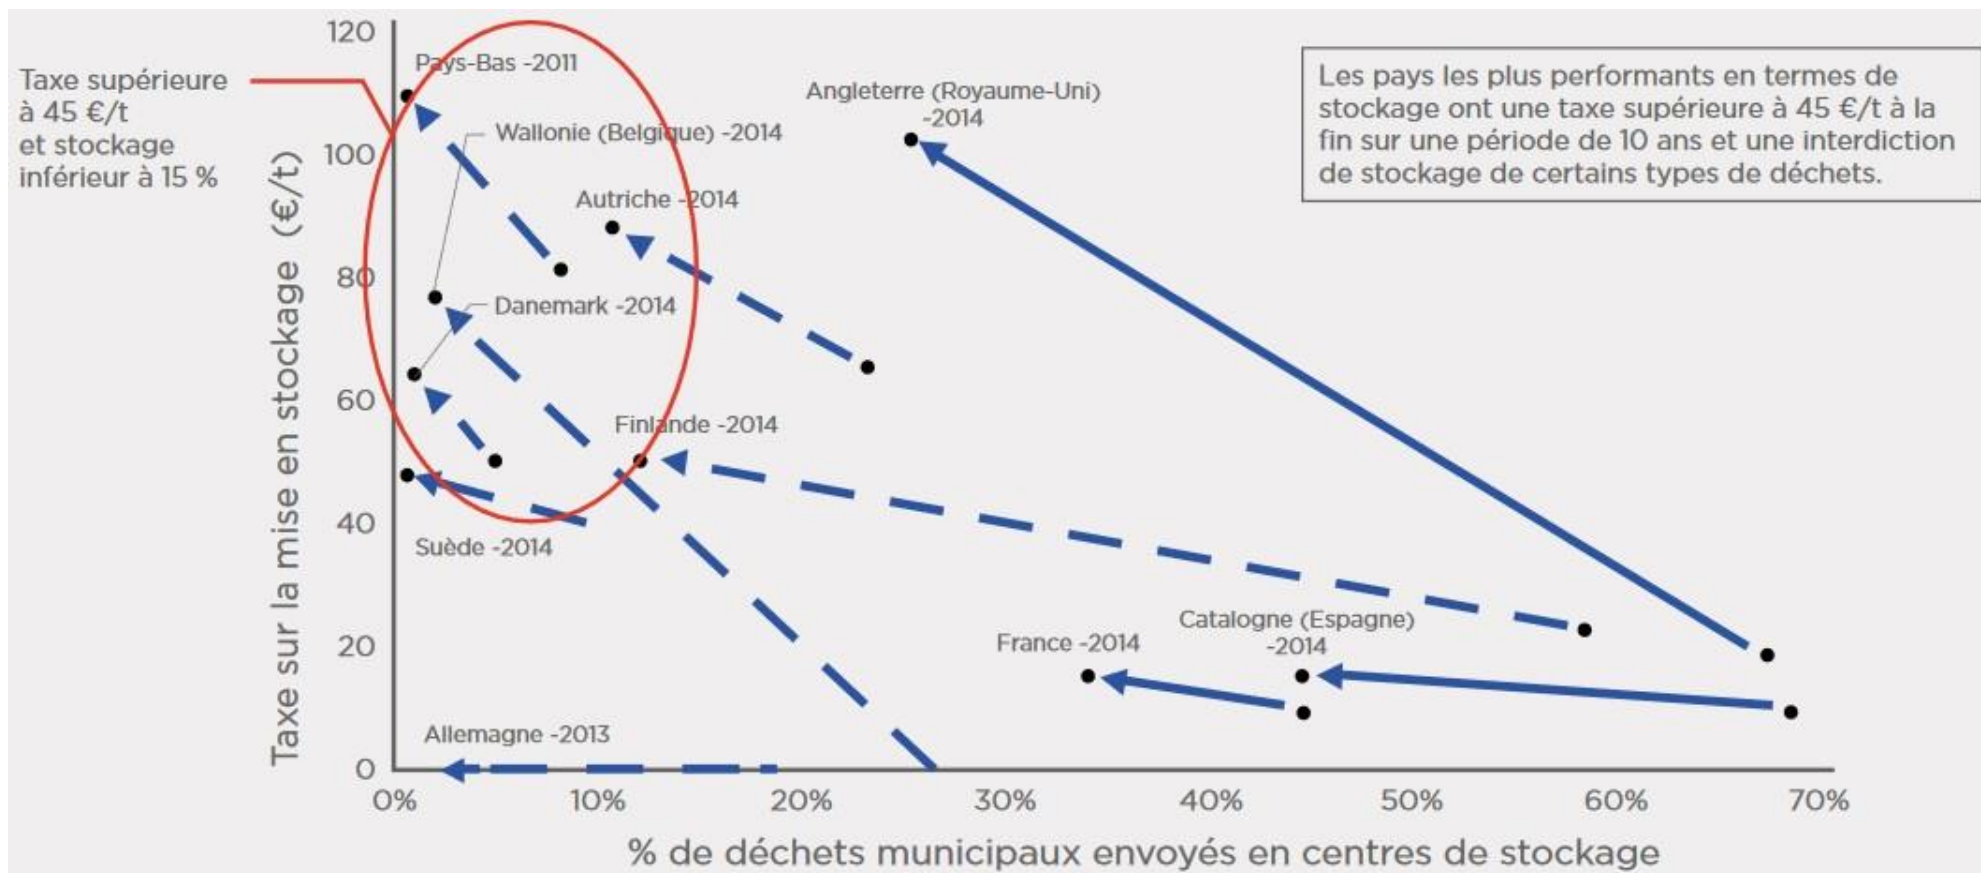 Taxe supérieure
à 45 €/t
et stockage
inférieur à 15 %
Taxe sur la mise en stockage (€/t)
120
100
80
60
40
20
0
Pays-Bas -2011
Wallonie (Belgique) -2014
Autriche -2014
Danemark -2014
Finlande -2014
Suède -2014
Allemagne -2013
Angleterre (Royaume-Uni)
-2014
France -2014
Catalogne (Espagne)
-2014
Les pays les plus performants en termes de
stockage ont une taxe supérieure à 45 €/t à la
fin sur une période de 10 ans et une interdiction
de stockage de certains types de déchets.
0% 10% 20% 30% 40% 50% 60% 70%
% de déchets municipaux envoyés en centres de stockage